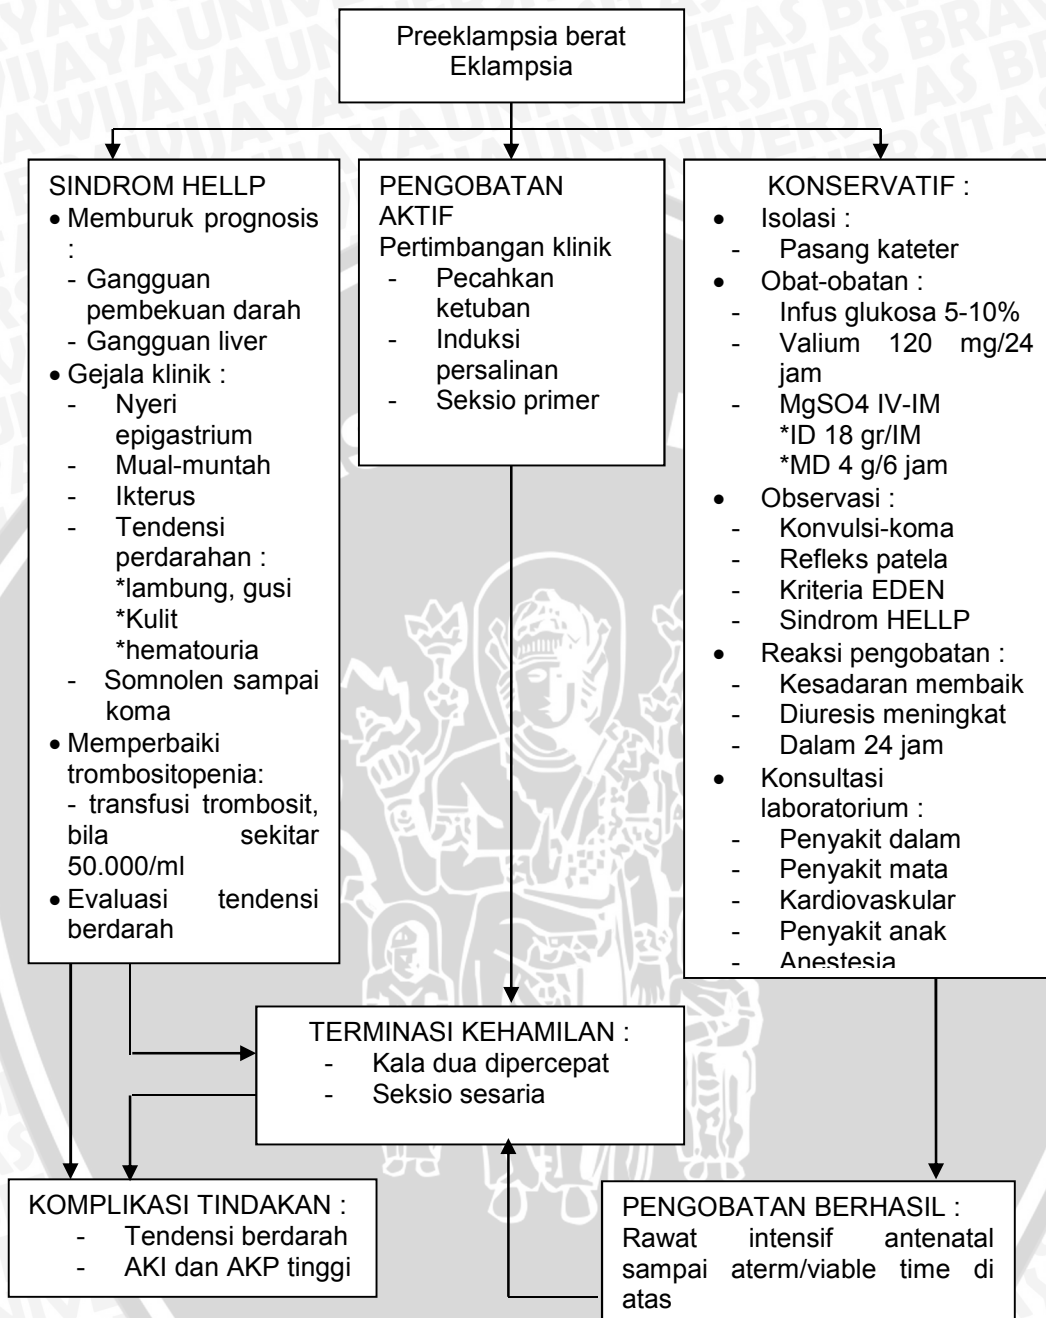 Preeklampsia berat
Eklampsia
SINDROM HELLP
• Memburuk prognosis
:
- Gangguan
pembekuan darah
- Gangguan liver
• Gejala klinik :
- Nyeri
epigastrium
- Mual-muntah
- Ikterus
- Tendensi
perdarahan :
*lambung, gusi
*Kulit
*hematouria
- Somnolen sampai
koma
• Memperbaiki
trombositopenia:
- transfusi trombosit,
bila sekitar
50.000/ml
• Evaluasi tendensi
berdarah
PENGOBATAN
AKTIF
Pertimbangan klinik
- Pecahkan
ketuban
- Induksi
persalinan
- Seksio primer
KONSERVATIF :
• Isolasi :
- Pasang kateter
• Obat-obatan :
- Infus glukosa 5-10%
- Valium 120 mg/24
jam
- MgSO4 IV-IM
*ID 18 gr/IM
*MD 4 g/6 jam
• Observasi :
- Konvulsi-koma
- Refleks patela
- Kriteria EDEN
- Sindrom HELLP
• Reaksi pengobatan :
- Kesadaran membaik
- Diuresis meningkat
- Dalam 24 jam
• Konsultasi
laboratorium :
- Penyakit dalam
- Penyakit mata
- Kardiovaskular
- Penyakit anak
- Anestesia
TERMINASI KEHAMILAN :
- Kala dua dipercepat
- Seksio sesaria
KOMPLIKASI TINDAKAN :
- Tendensi berdarah
- AKI dan AKP tinggi
PENGOBATAN BERHASIL :
Rawat intensif antenatal
sampai aterm/viable time di
atas